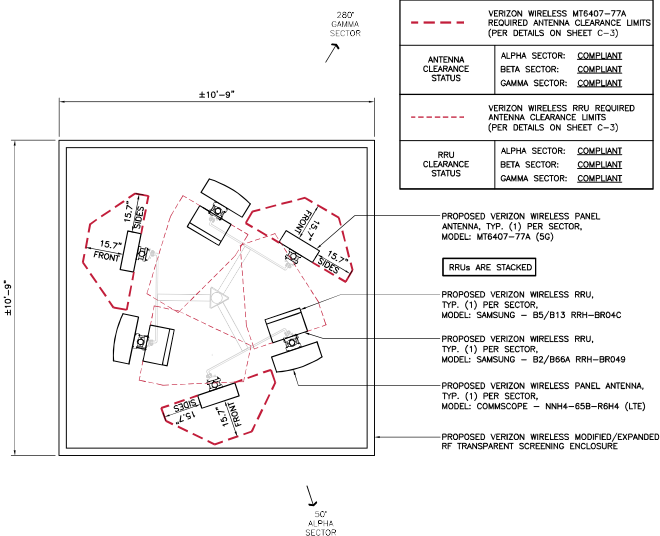 280°
GAMMA
SECTOR
VERIZON WIRELESS MT6407-77A
REQUIRED ANTENNA CLEARANCE LIMITS
(PER DETAILS ON SHEET C-3)
ANTENNA
CLEARANCE
STATUS
ALPHA SECTOR: COMPLIANT
BETA SECTOR: COMPLIANT
GAMMA SECTOR: COMPLIANT
VERIZON WIRELESS RRU REQUIRED
ANTENNA CLEARANCE LIMITS
(PER DETAILS ON SHEET C-3)
RRU
CLEARANCE
STATUS
ALPHA SECTOR: COMPLIANT
BETA SECTOR: COMPLIANT
GAMMA SECTOR: COMPLIANT
±10'-9"
±10'-9"
15.7"
SIDES
15.7"
FRONT
FRONT
15.7"
15.7"
SIDES
SIDES
15.7"
FRONT
15.7"
PROPOSED VERIZON WIRELESS PANEL
ANTENNA, TYP. (1) PER SECTOR,
MODEL: MT6407-77A (5G)
RRUs ARE STACKED
PROPOSED VERIZON WIRELESS RRU,
TYP. (1) PER SECTOR,
MODEL: SAMSUNG - B5/B13 RRH-BR04C
PROPOSED VERIZON WIRELESS RRU,
TYP. (1) PER SECTOR,
MODEL: SAMSUNG - B2/B66A RRH-BR049
PROPOSED VERIZON WIRELESS PANEL ANTENNA,
TYP. (1) PER SECTOR,
MODEL: COMMSCOPE - NNH4-65B-R6H4 (LTE)
PROPOSED VERIZON WIRELESS MODIFIED/EXPANDED
RF TRANSPARENT SCREENING ENCLOSURE
50°
ALPHA
SECTOR